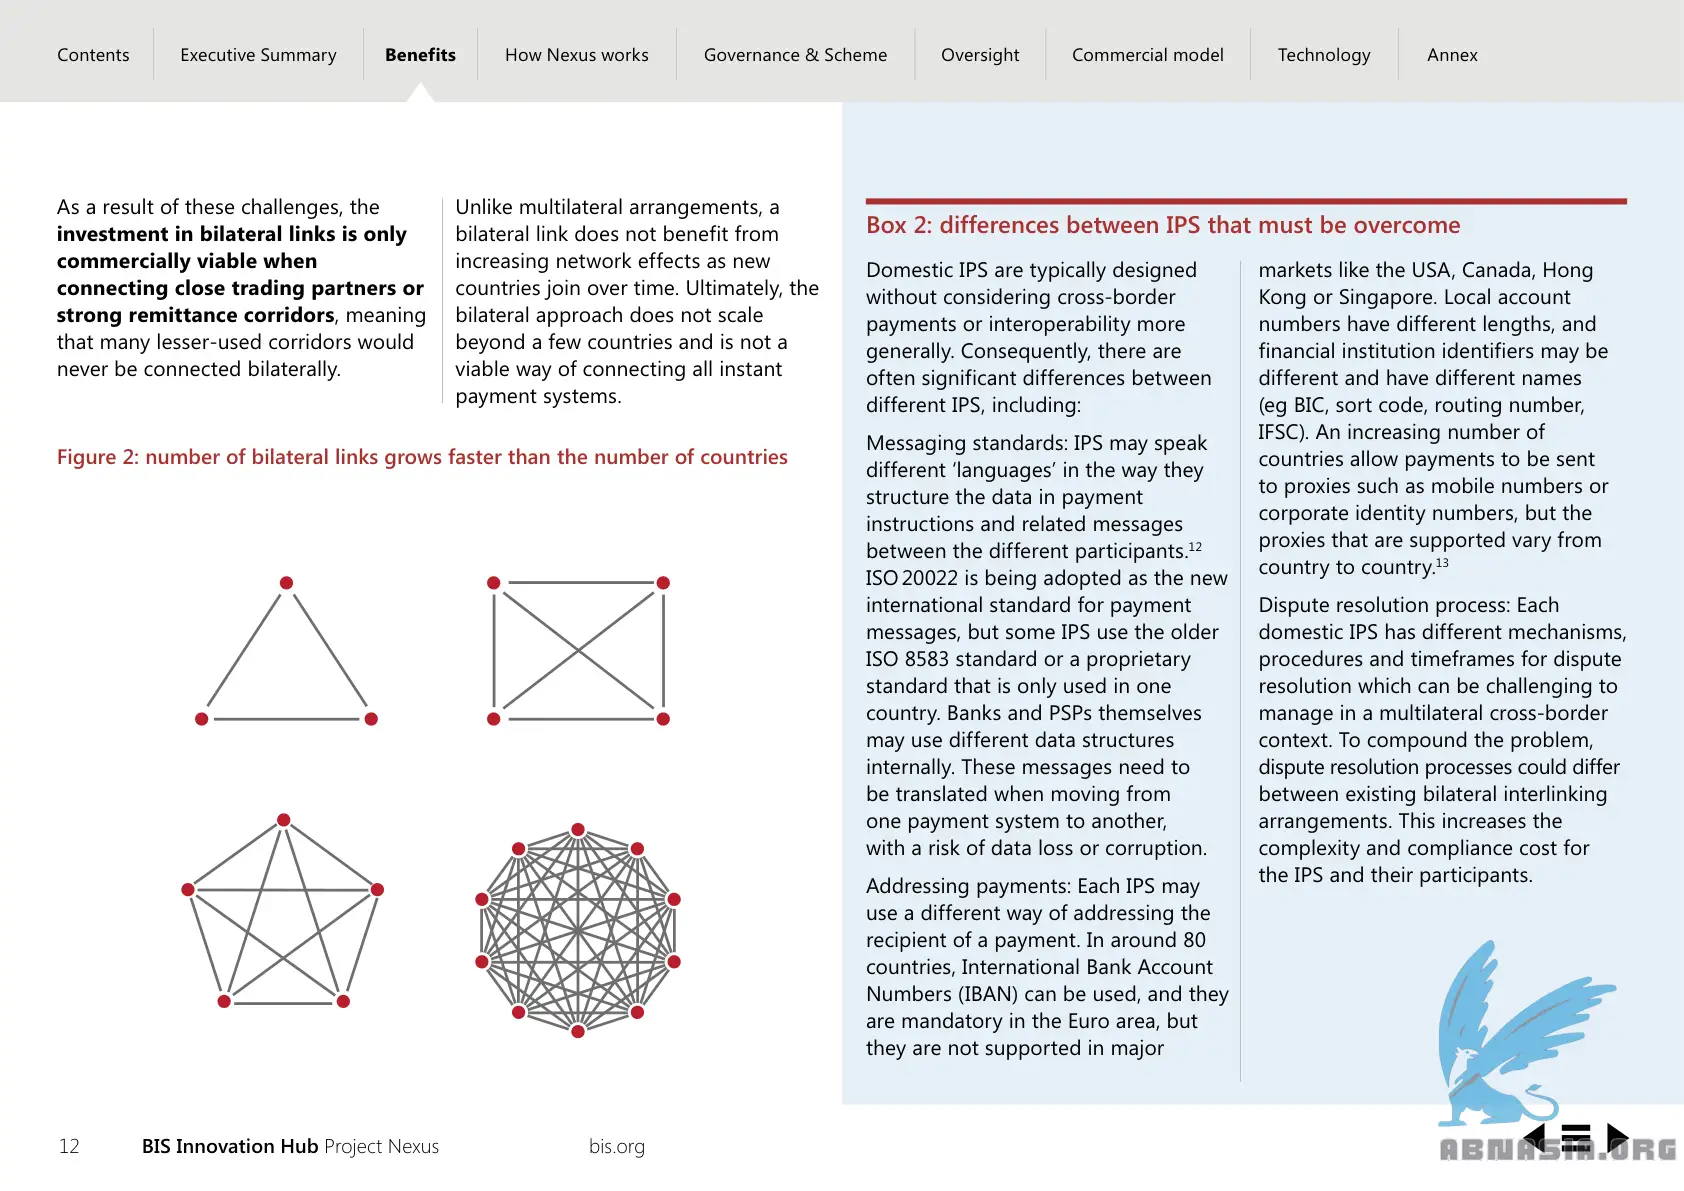 Contents
Executive Summary
Benefits
How Nexus works
Governance & Scheme
Oversight
Commercial model
Technology
Annex
As a result of these challenges, the
investment in bilateral links is only
commercially viable when
connecting close trading partners or
strong remittance corridors, meaning
that many lesser-used corridors would
never be connected bilaterally.
Unlike multilateral arrangements, a
bilateral link does not benefit from
increasing network effects as new
countries join over time. Ultimately, the
bilateral approach does not scale
beyond a few countries and is not a
viable way of connecting all instant
payment systems.
Figure 2: number of bilateral links grows faster than the number of countries
Box 2: differences between IPS that must be overcome
Domestic IPS are typically designed
without considering cross-border
payments or interoperability more
generally. Consequently, there are
often significant differences between
different IPS, including:
Messaging standards: IPS may speak
different ‘languages’ in the way they
structure the data in payment
instructions and related messages
between the different participants.12
ISO 20022 is being adopted as the new
international standard for payment
messages, but some IPS use the older
ISO 8583 standard or a proprietary
standard that is only used in one
country. Banks and PSPs themselves
may use different data structures
internally. These messages need to
be translated when moving from
one payment system to another,
with a risk of data loss or corruption.
Addressing payments: Each IPS may
use a different way of addressing the
recipient of a payment. In around 80
countries, International Bank Account
Numbers (IBAN) can be used, and they
are mandatory in the Euro area, but
they are not supported in major
markets like the USA, Canada, Hong
Kong or Singapore. Local account
numbers have different lengths, and
financial institution identifiers may be
different and have different names
(eg BIC, sort code, routing number,
IFSC). An increasing number of
countries allow payments to be sent
to proxies such as mobile numbers or
corporate identity numbers, but the
proxies that are supported vary from
country to country.13
Dispute resolution process: Each
domestic IPS has different mechanisms,
procedures and timeframes for dispute
resolution which can be challenging to
manage in a multilateral cross-border
context. To compound the problem,
dispute resolution processes could differ
between existing bilateral interlinking
arrangements. This increases the
complexity and compliance cost for
the IPS and their participants.
12
BIS Innovation Hub Project Nexus
bis.org
ABNASIA.ORG